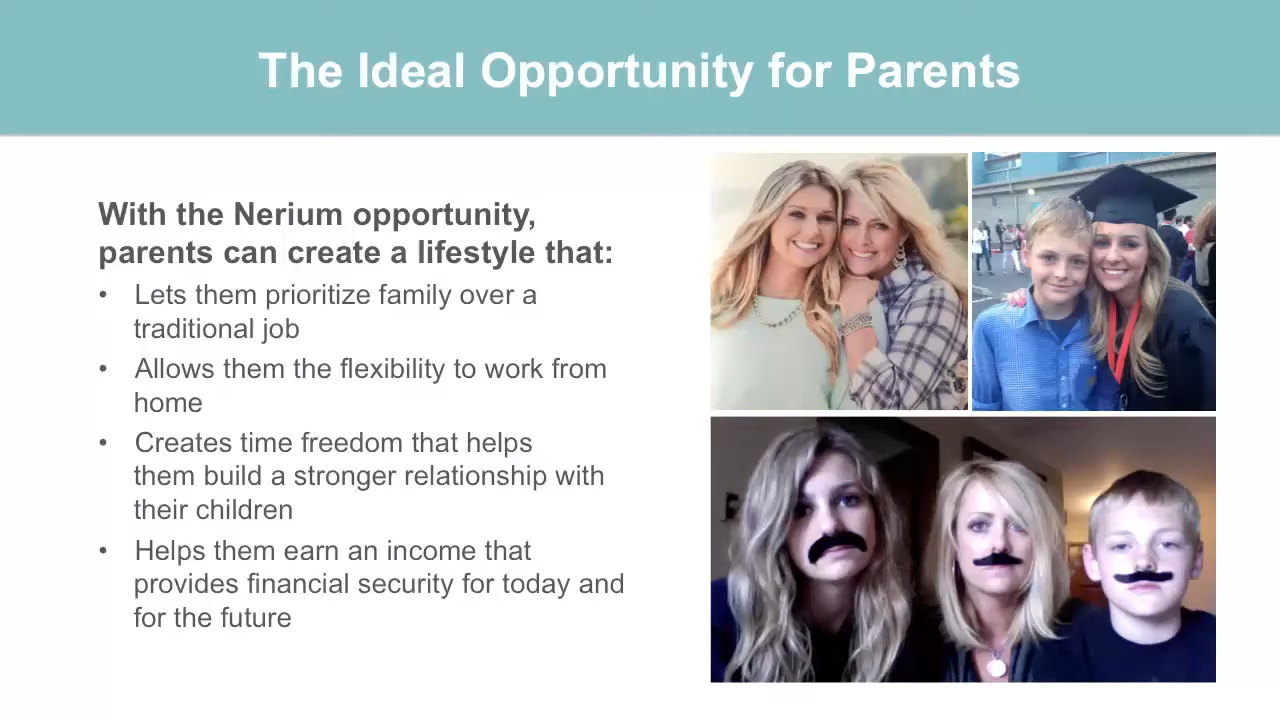 The Ideal Opportunity for Parents
With the Nerium opportunity,
parents can create a lifestyle that:
• Lets them prioritize family over a
traditional job
• Allows them the flexibility to work from
home
• Creates time freedom that helps
them build a stronger relationship with
their children
• Helps them earn an income that
provides financial security for today and
for the future